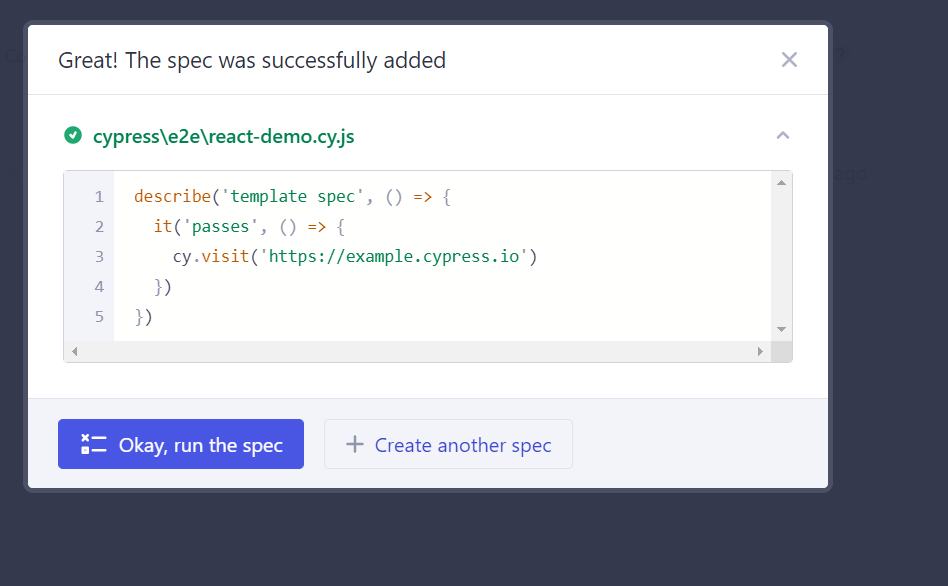 Great! The spec was successfully added
cypress\e2e\react-demo.cy.js
1 describe('template spec', () => {
2 it('passes', () => {
3 cy.visit('https://example.cypress.io')
4 })
5 })
Okay, run the spec
Create another spec
ago